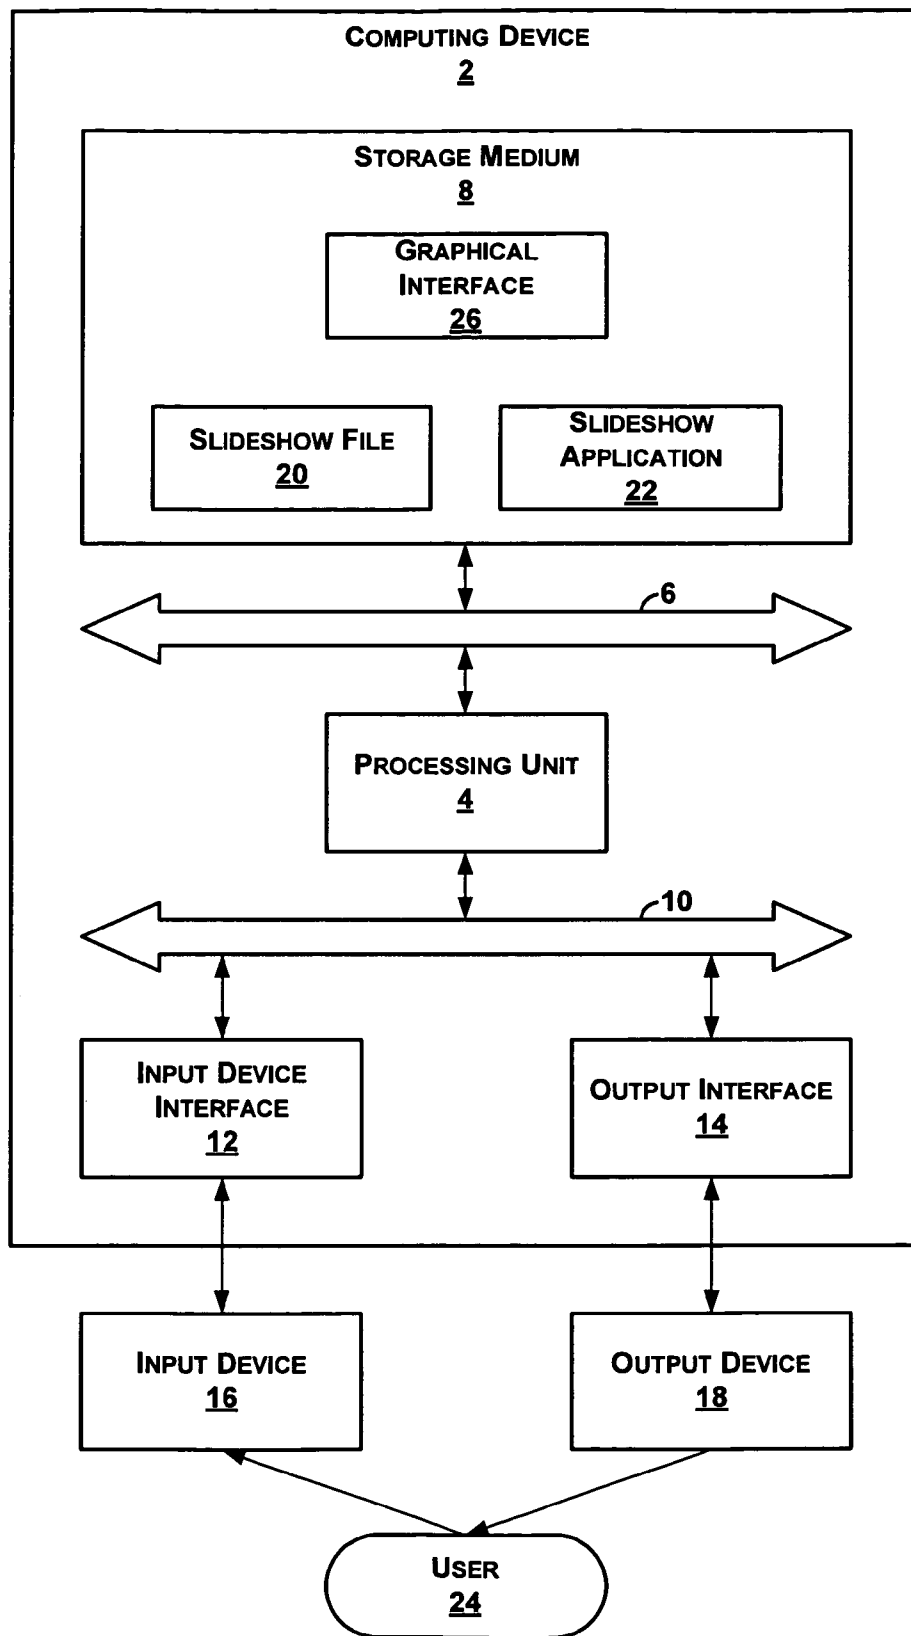 COMPUTING DEVICE
2
STORAGE MEDIUM
8
GRAPHICAL
INTERFACE
26
SLIDESHOW FILE
20
SLIDESHOW
APPLICATION
22
6
PROCESSING UNIT
4
10
INPUT DEVICE
INTERFACE
12
OUTPUT INTERFACE
14
INPUT DEVICE
16
OUTPUT DEVICE
18
USER
24